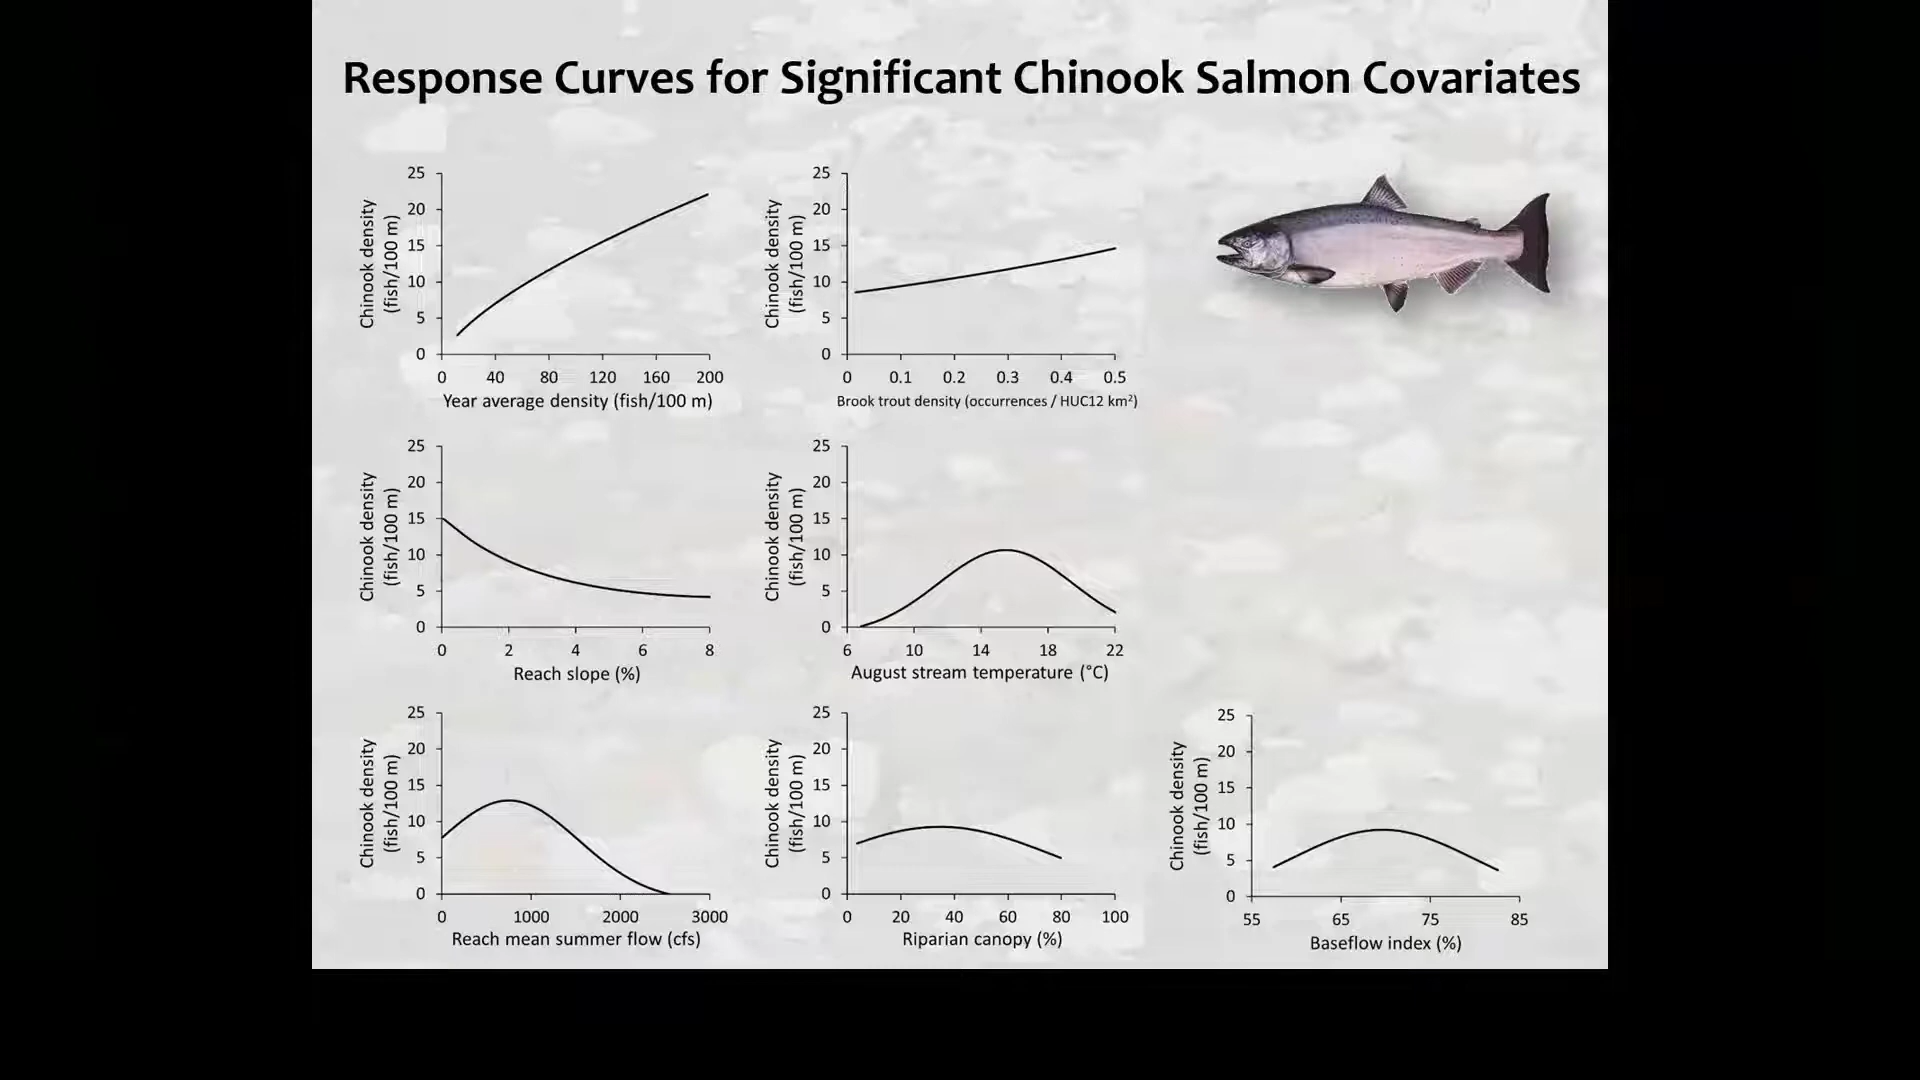 Response Curves for Significant Chinook Salmon Covariates
Chinook density
(fish/100 m)
25
20
15
10
5
0
0 40 80 120 160 200
Year average density (fish/100 m)
Chinook density
(fish/100 m)
25
20
15
10
5
0
0 0.1 0.2 0.3 0.4 0.5
Brook trout density (occurrences / HUC12 km²)
Chinook density
(fish/100 m)
25
20
15
10
5
0
0 2 4 6 8
Reach slope (%)
Chinook density
(fish/100 m)
25
20
15
10
5
0
6 10 14 18 22
August stream temperature (°C)
Chinook density
(fish/100 m)
25
20
15
10
5
0
0 1000 2000 3000
Reach mean summer flow (cfs)
Chinook density
(fish/100 m)
25
20
15
10
5
0
0 20 40 60 80 100
Riparian canopy (%)
Chinook density
(fish/100 m)
25
20
15
10
5
0
55 65 75 85
Baseflow index (%)